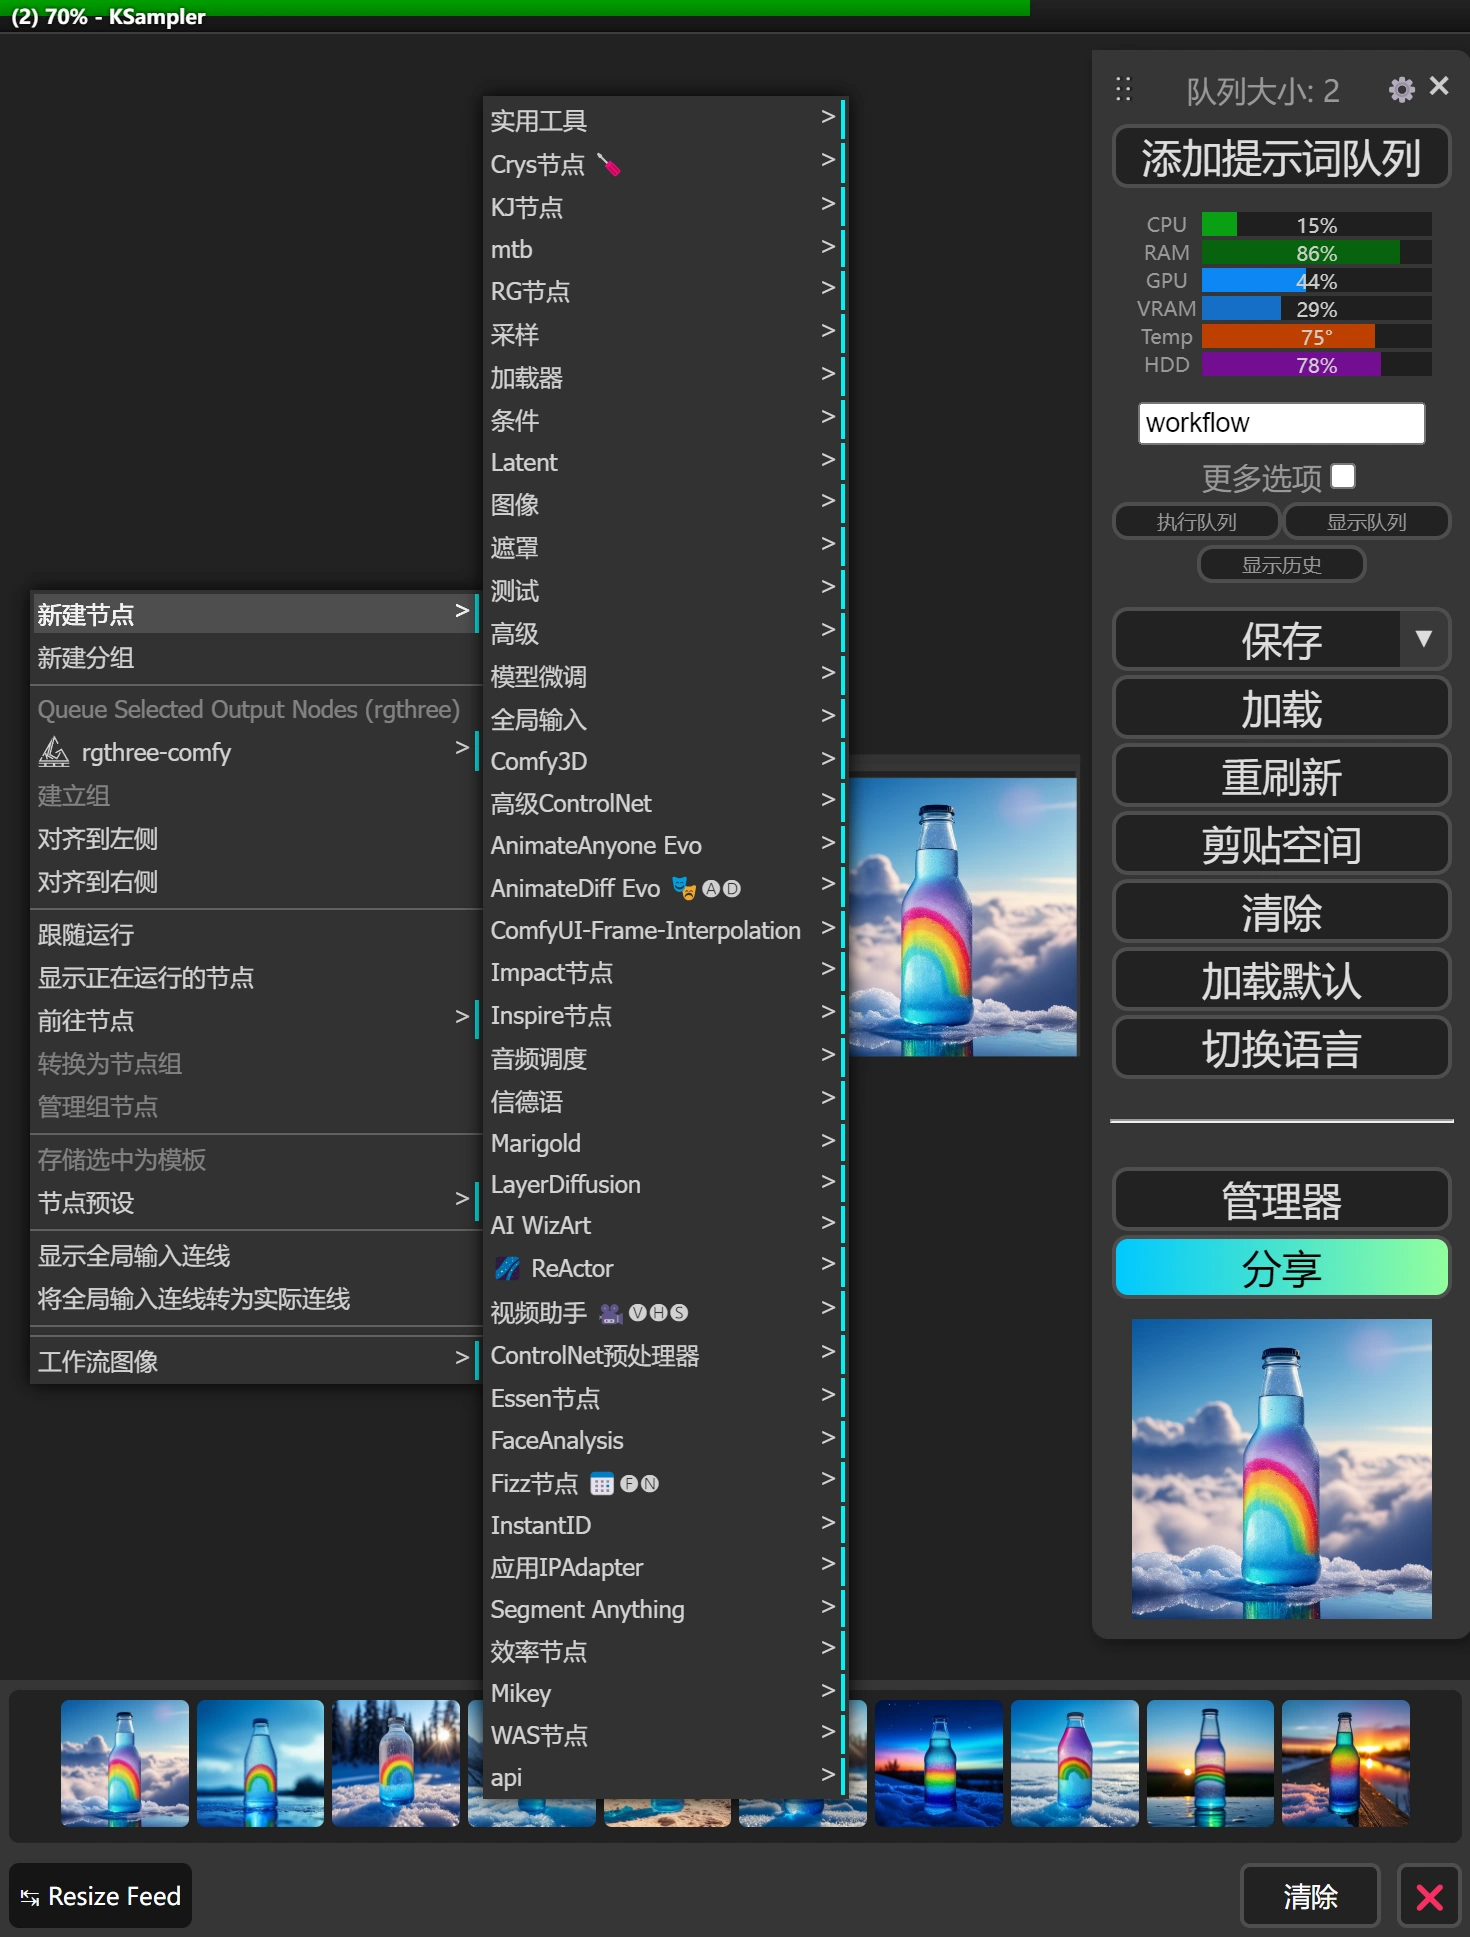 (2) 70% - KSampler
新建节点 >
新建分组
Queue Selected Output Nodes (rgthree)
rgthree-comfy >
建立组
对齐到左侧
对齐到右侧
跟随运行
显示正在运行的节点
前往节点 >
转换为节点组
管理组节点
存储选中为模板
节点预设 >
显示全局输入连线
将全局输入连线转为实际连线
工作流图像 >
实用工具 >
Crys节点 >
KJ节点 >
mtb >
RG节点 >
采样 >
加载器 >
条件 >
Latent >
图像 >
遮罩 >
测试 >
高级 >
模型微调 >
全局输入 >
Comfy3D >
高级ControlNet >
AnimateAnyone Evo >
AnimateDiff Evo 🎭🅐🅓 >
ComfyUI-Frame-Interpolation >
Impact节点 >
Inspire节点 >
音频调度 >
信德语 >
Marigold >
LayerDiffusion >
AI WizArt >
🌌 ReActor >
视频助手 🎥🅥🅗🅢 >
ControlNet预处理器 >
Essen节点 >
FaceAnalysis >
Fizz节点 📅🅕🅝 >
InstantID >
应用IPAdapter >
Segment Anything >
效率节点 >
Mikey >
WAS节点 >
api >
队列大小: 2
添加提示词队列
CPU 15%
RAM 86%
GPU 44%
VRAM 29%
Temp 75°
HDD 78%
workflow
更多选项
执行队列 显示队列
显示历史
保存 ▼
加载
重刷新
剪贴空间
清除
加载默认
切换语言
管理器
分享
Resize Feed
清除